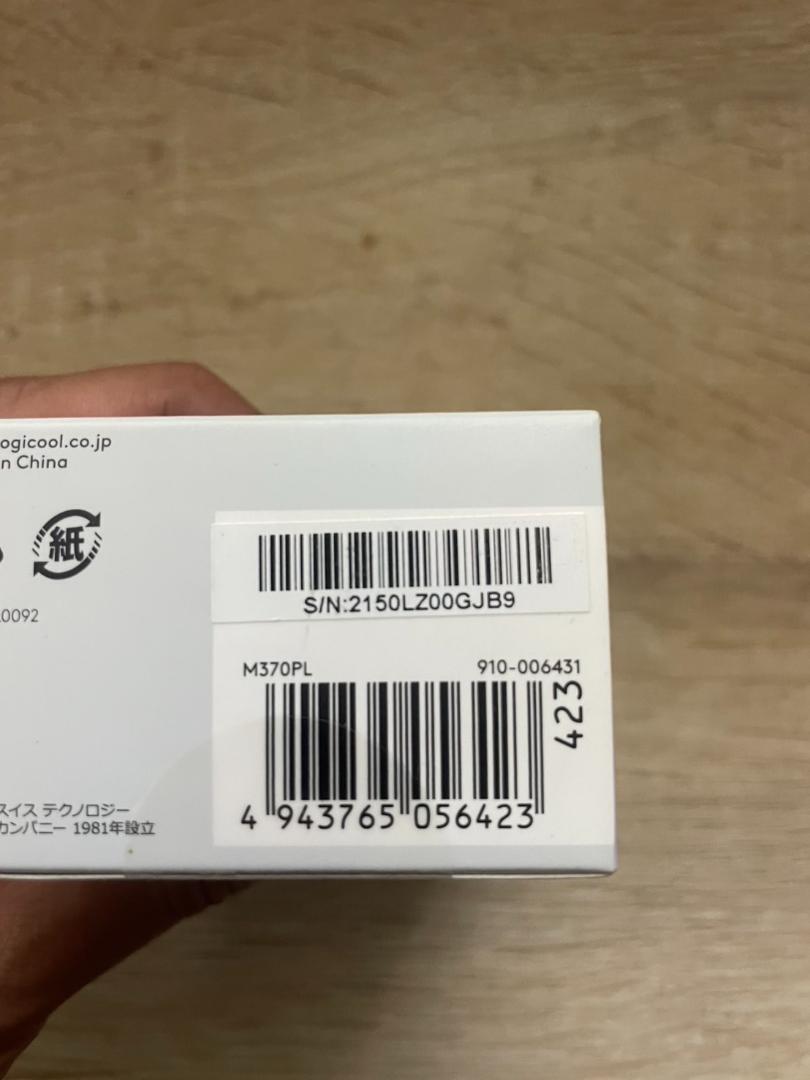 ogicool.co.jp
n China
紙
0092
S/N:2150LZ00GJB9
M370PL 910-006431
423
4 943765 056423
スイス テクノロジー
カンパニー 1981年設立